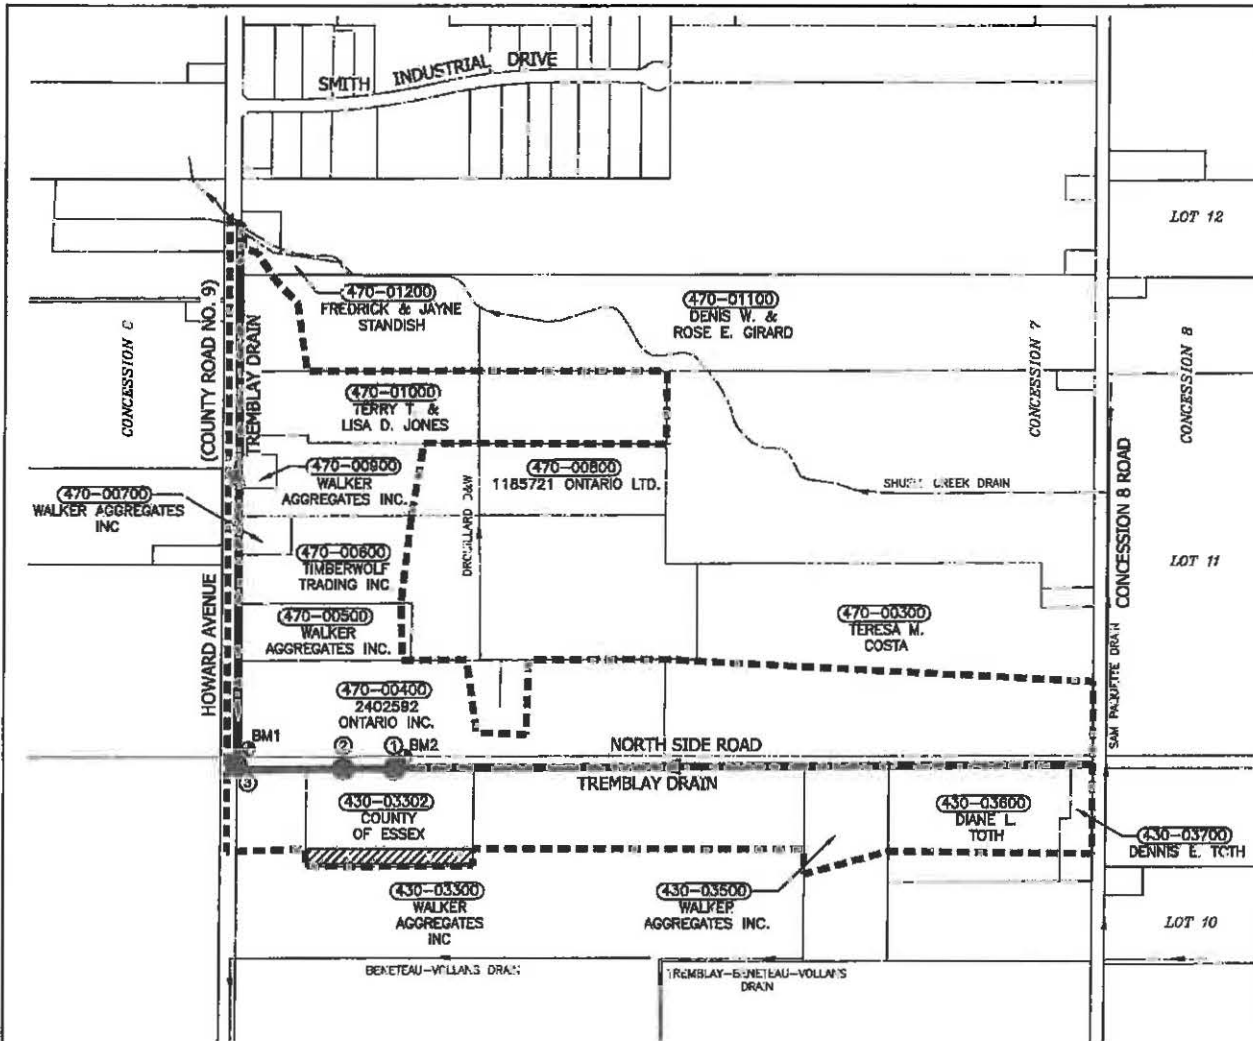 SMITH INDUSTRIAL DRIVE
LOT 12
470-01200
FREDRICK & JAYNE
STANDISH
470-01100
DENIS W. &
ROSE E. GIRARD
CONCESSION C
(COUNTY ROAD NO. 9)
TREMBLAY DRAIN
CONCESSION 7
CONCESSION 8
470-01000
TERRY T. &
LISA D. JONES
470-00900
WALKER
AGGREGATES INC.
470-00800
1185721 ONTARIO LTD.
470-00700
WALKER AGGREGATES
INC
CREEK DRAIN
CONCESSION 8 ROAD
DROUILLARD D&W
470-00600
TIMBERWOLF
TRADING INC
LOT 11
HOWARD AVENUE
470-00500
WALKER
AGGREGATES INC.
470-00300
TERESA M.
COSTA
470-00400
2402592
ONTARIO INC.
SAM PAQUETTE DRAIN
BM1
2
1
BM2
NORTH SIDE ROAD
3
TREMBLAY DRAIN
430-03302
COUNTY
OF ESSEX
430-03600
DIANE L.
TOTH
430-03700
DENNIS E. TOTH
430-03300
WALKER
AGGREGATES
INC
430-03500
WALKER
AGGREGATES INC.
LOT 10
BENETEAU-VOLLANS DRAIN
TREMBLAY-BENETEAU-VOLLANS
DRAIN